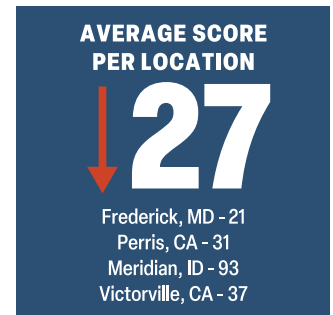 AVERAGE SCORE
PER LOCATION
27
Frederick, MD - 21
Perris, CA - 31
Meridian, ID - 93
Victorville, CA - 37